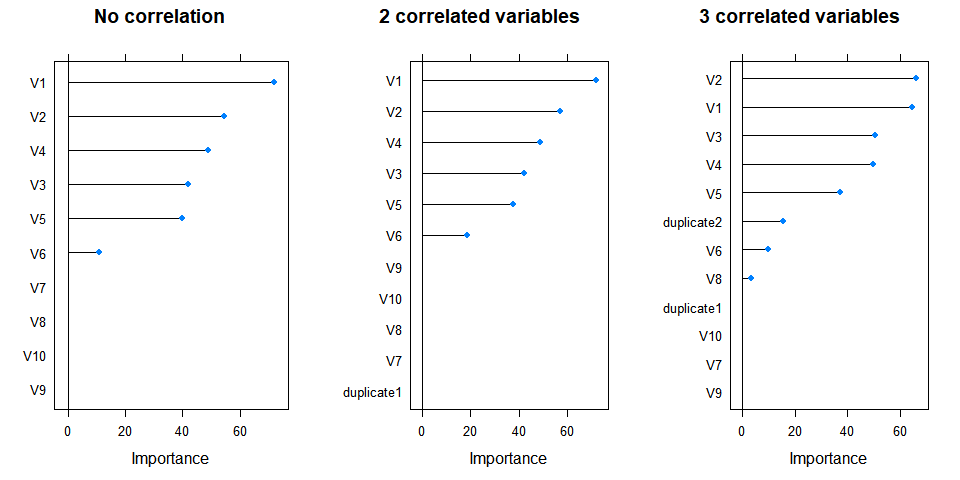 No correlation
V1
V2
V4
V3
V5
V6
V7
V8
V10
V9
0 20 40 60
Importance
2 correlated variables
V1
V2
V4
V3
V5
V6
V9
V10
V8
V7
duplicate1
0 20 40 60
Importance
3 correlated variables
V2
V1
V3
V4
V5
duplicate2
V6
V8
duplicate1
V10
V7
V9
0 20 40 60
Importance